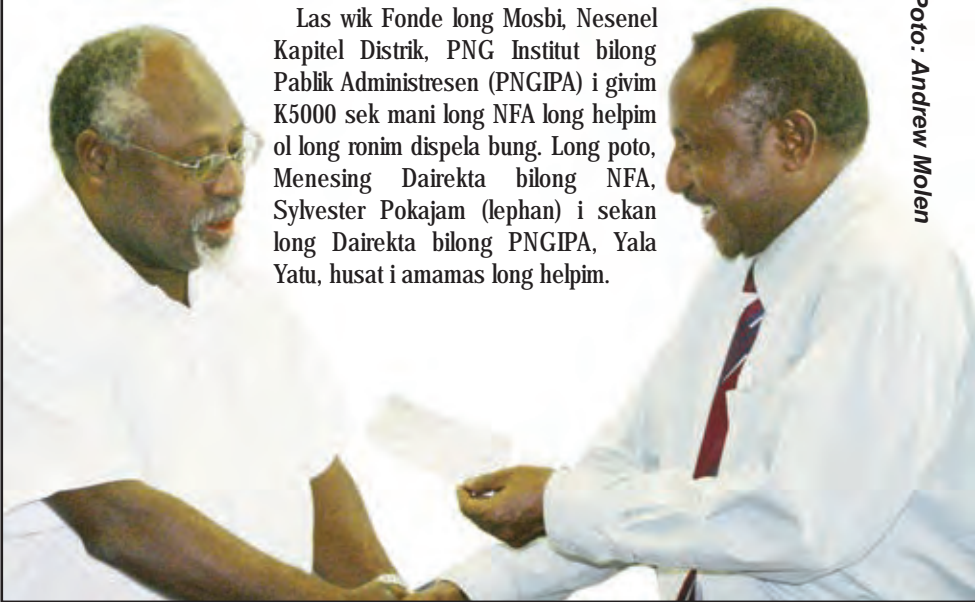 Las wik Fonde long Mosbi, Nesenel
Kapitel Distrik, PNG Institut bilong
Pablik Administresen (PNGIPA) i givim
K5000 sek mani long NFA long helpim
ol long ronim dispela bung. Long poto,
Menesing Dairekta bilong NFA,
Sylvester Pokajam (lephan) i sekan
long Dairekta bilong PNGIPA, Yala
Yatu, husat i amamas long helpim.
Poto: Andrew Molen